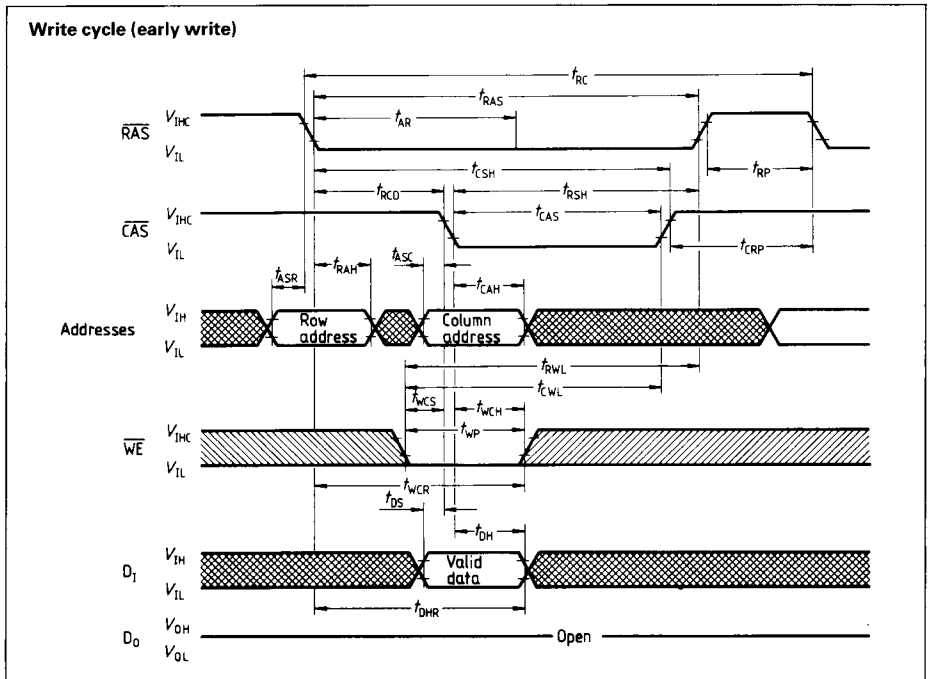 Write cycle (early write)
tRC
tRAS
tAR
RAS VIHC
VIL
tCSH
tRP
tRCD tRSH
CAS VIHC
tCAS
VIL
tCRP
tASR tRAH tASC tCAH
Addresses VIH
VIL
Row address
Column address
tRWL
tCWL
tWCS tWCH
WE VIHC
tWP
VIL
tWCR
tDS
tDH
DI VIH
VIL
Valid data
tDHR
DO VOH
Open
VOL